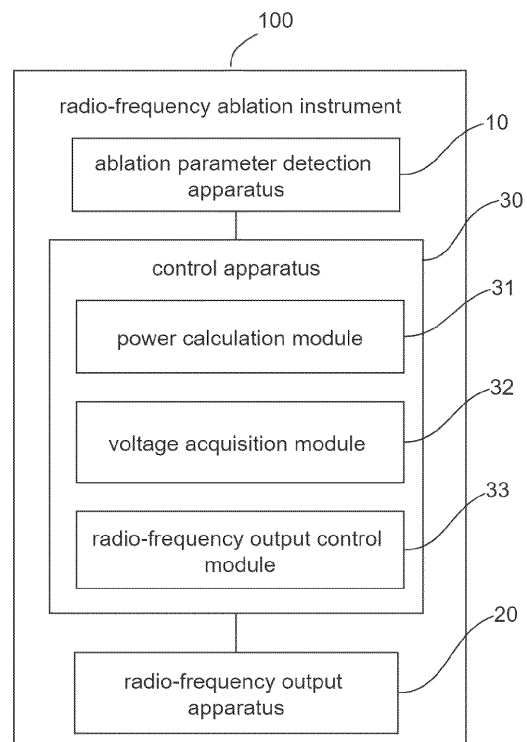 100
radio-frequency ablation instrument
10
ablation parameter detection
apparatus
30
control apparatus
31
power calculation module
32
voltage acquisition module
33
radio-frequency output control
module
20
radio-frequency output
apparatus